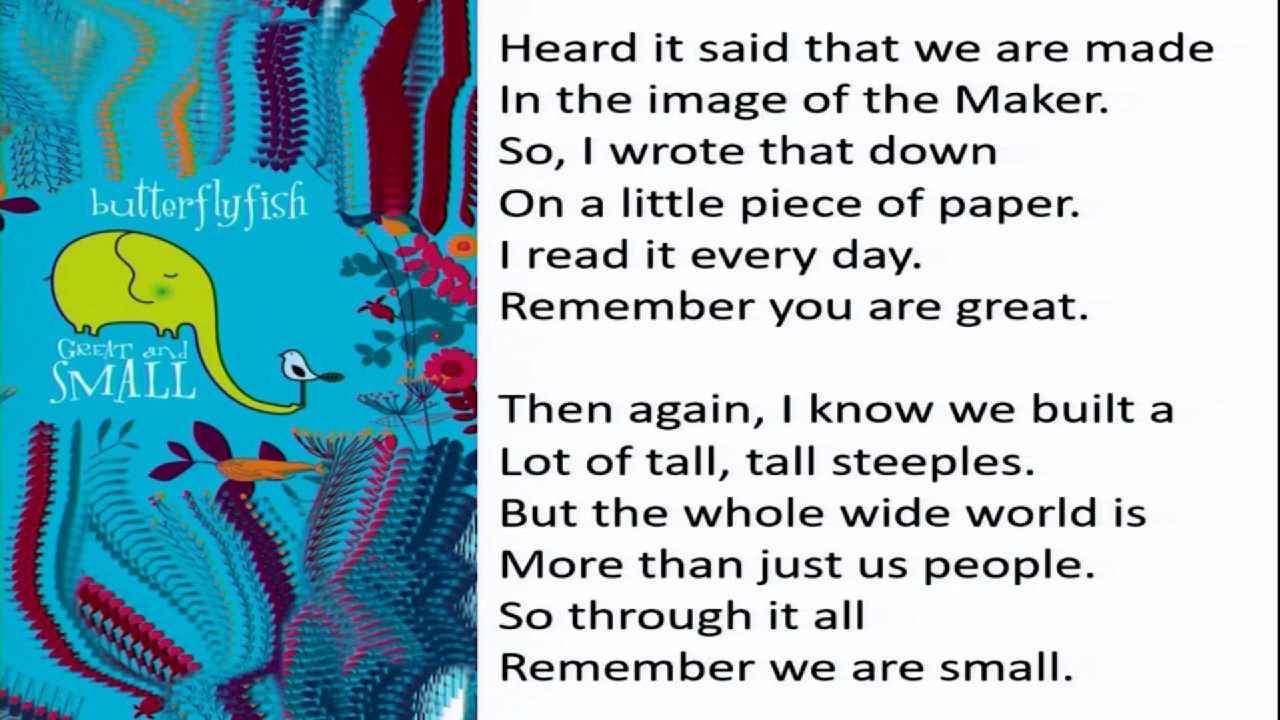 butterflyfish
GREAT and
SMALL
Heard it said that we are made
In the image of the Maker.
So, I wrote that down
On a little piece of paper.
I read it every day.
Remember you are great.
Then again, I know we built a
Lot of tall, tall steeples.
But the whole wide world is
More than just us people.
So through it all
Remember we are small.